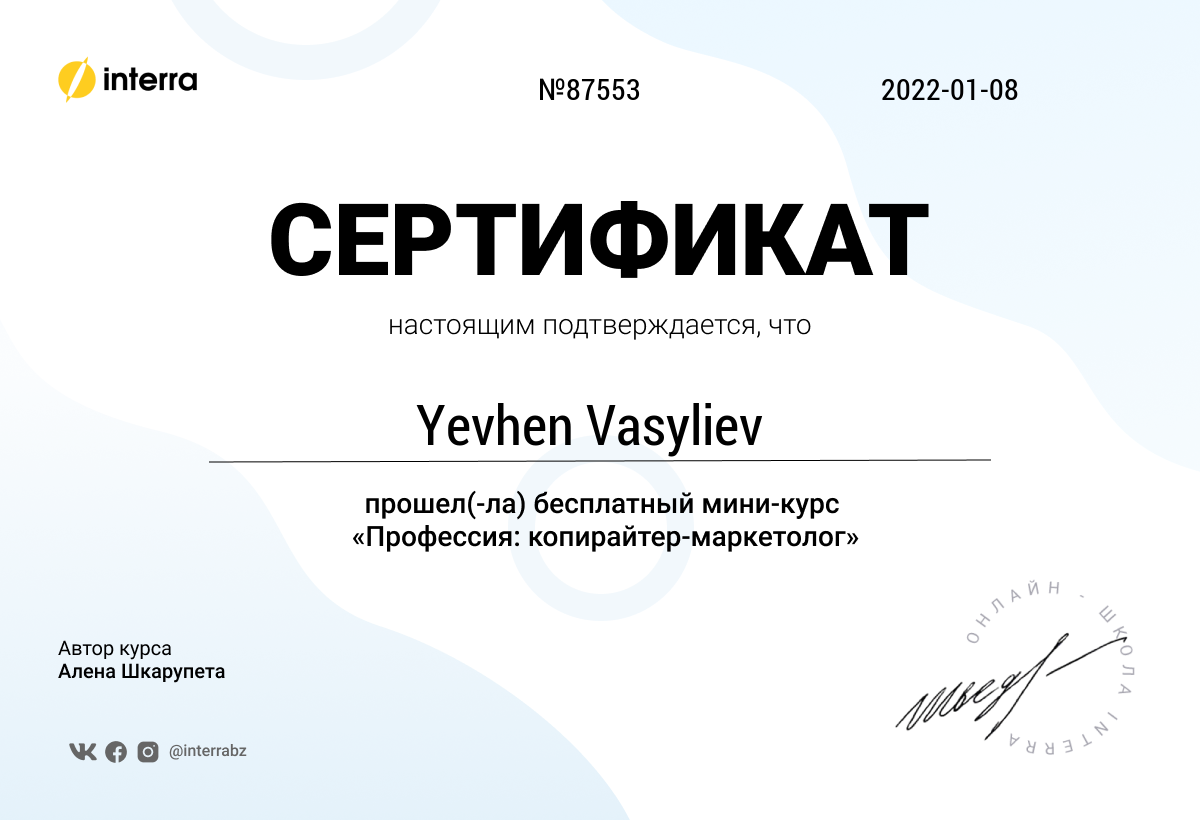 interra
№87553
2022-01-08
СЕРТИФИКАТ
настоящим подтверждается, что
Yevhen Vasyliev
прошел(-ла) бесплатный мини-курс
«Профессия: копирайтер-маркетолог»
ОНЛАЙН - ШКОЛА INTERRA
Автор курса
Алена Шкарупета
@interrabz